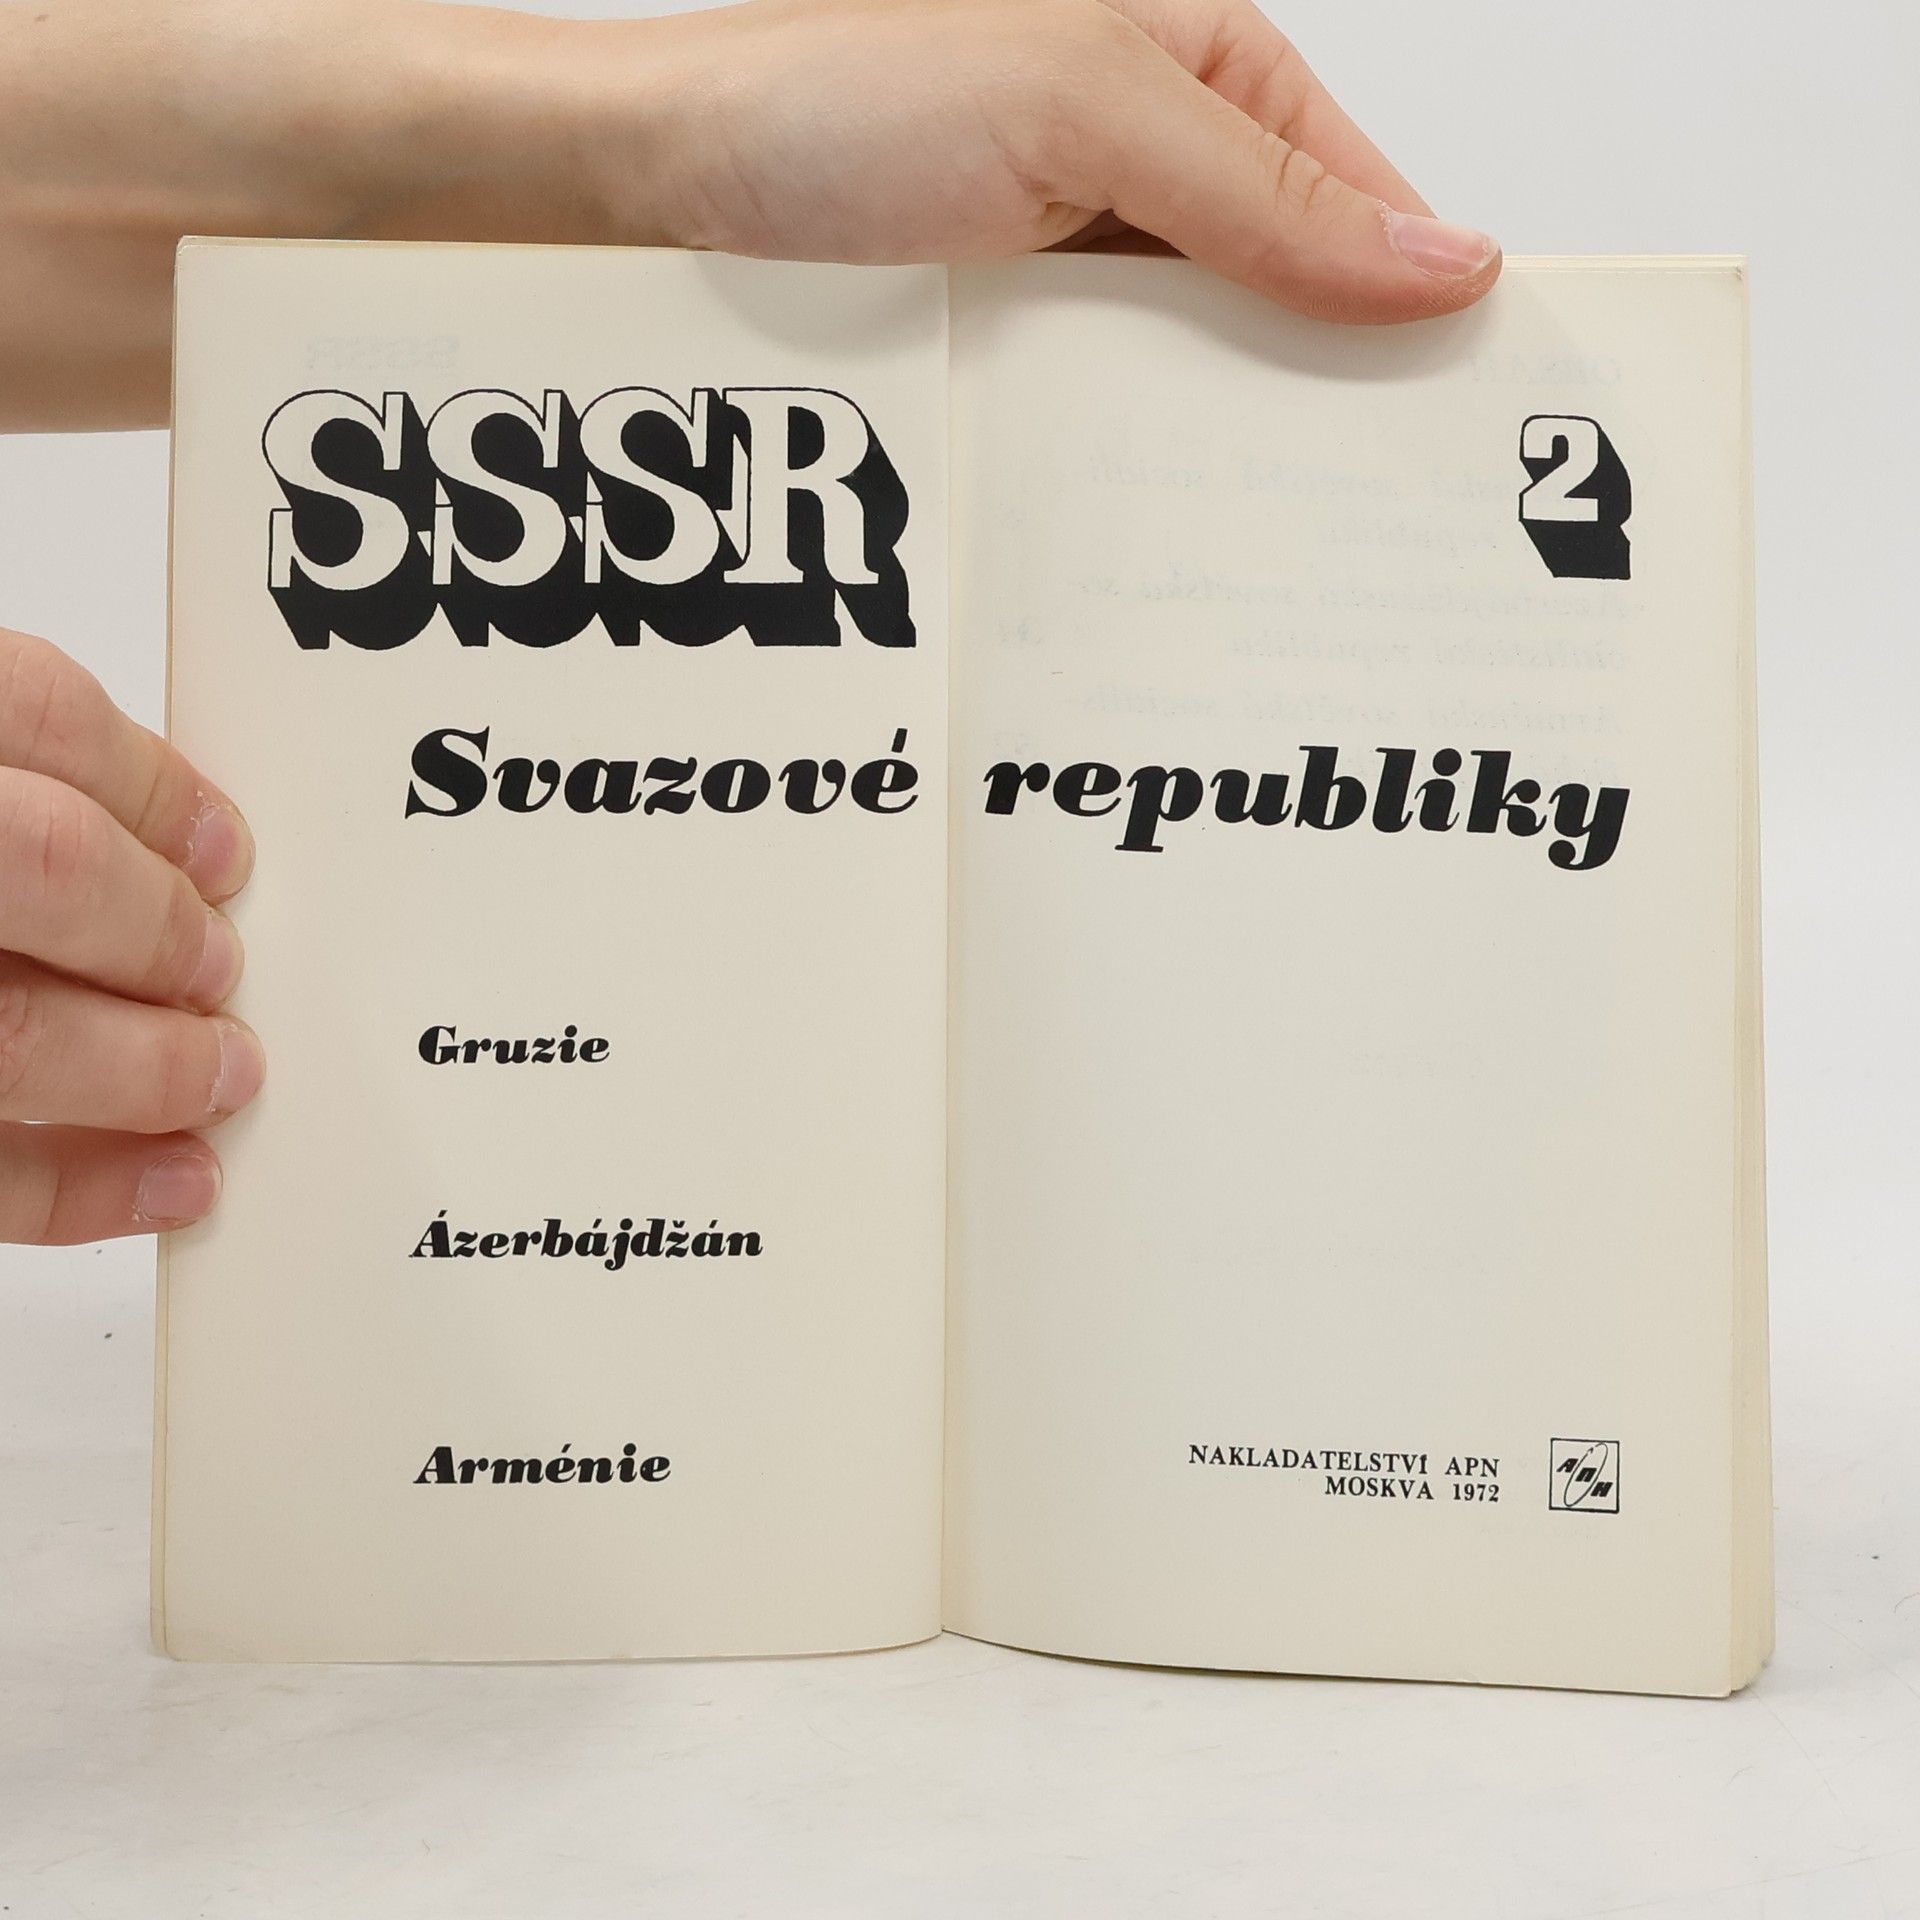 SSSR
2
Svazové republiky
Gruzie
Ázerbájdžán
Arménie
NAKLADATELSTVÍ APN
MOSKVA 1972
АПН